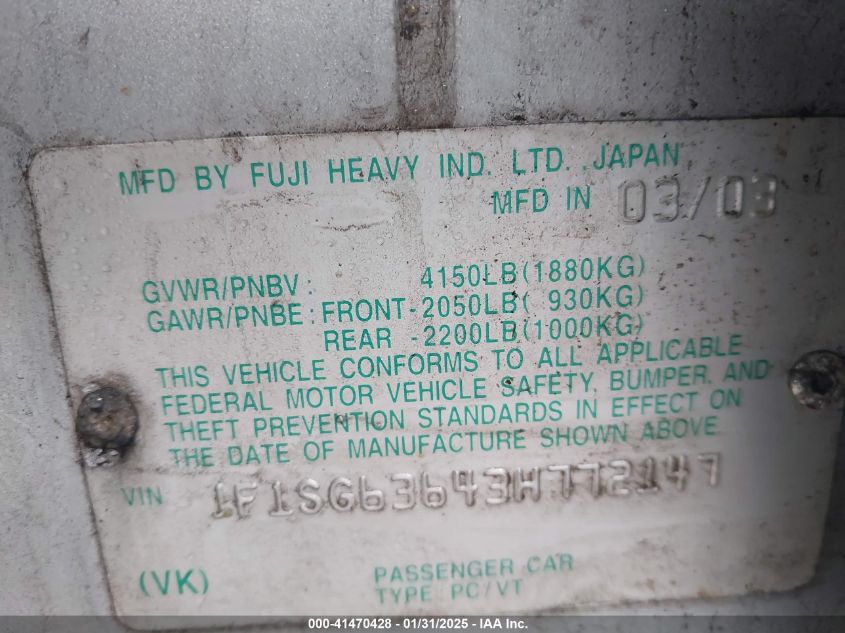 MFD BY FUJI HEAVY IND. LTD. JAPAN
MFD IN 03/03
GVWR/PNBV: 4150LB(1880KG)
GAWR/PNBE: FRONT-2050LB( 930KG)
REAR -2200LB(1000KG)
THIS VEHICLE CONFORMS TO ALL APPLICABLE
FEDERAL MOTOR VEHICLE SAFETY, BUMPER, AND
THEFT PREVENTION STANDARDS IN EFFECT ON
THE DATE OF MANUFACTURE SHOWN ABOVE
VIN JF1SG63643H772147
(VK) PASSENGER CAR
TYPE PC/VT
000-41470428 - 01/31/2025 - IAA Inc.